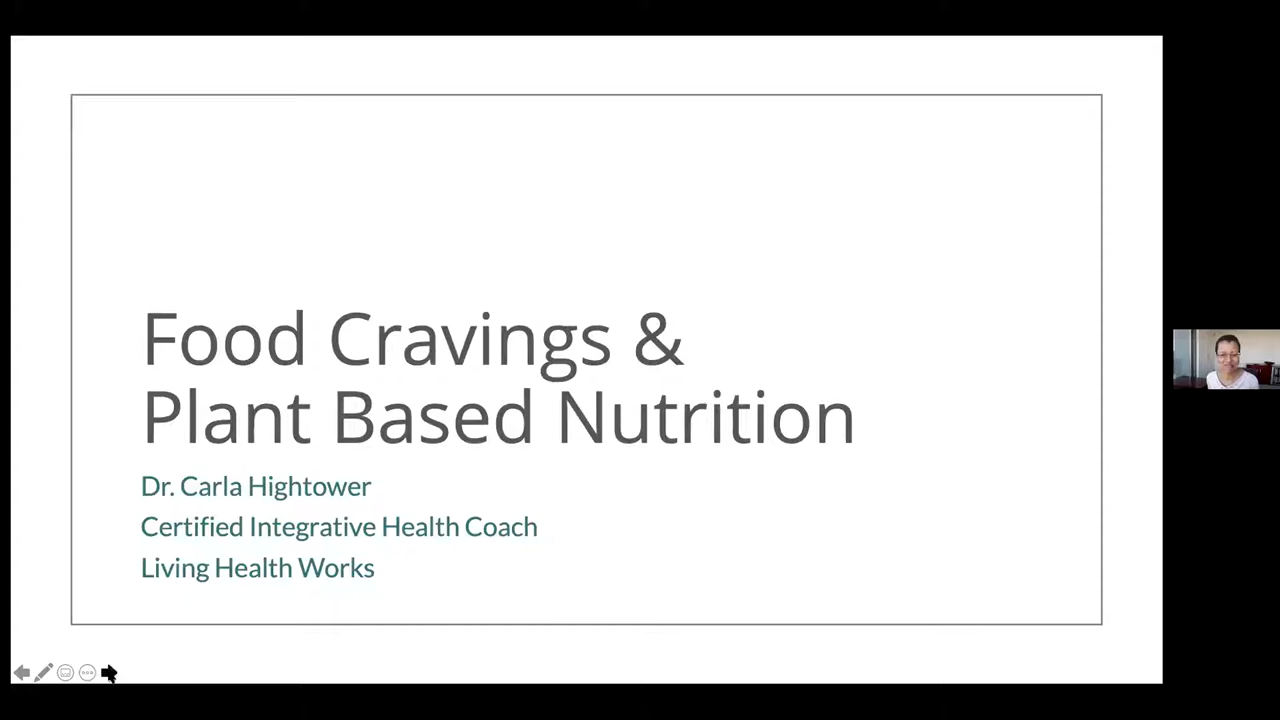 Food Cravings &
Plant Based Nutrition
Dr. Carla Hightower
Certified Integrative Health Coach
Living Health Works